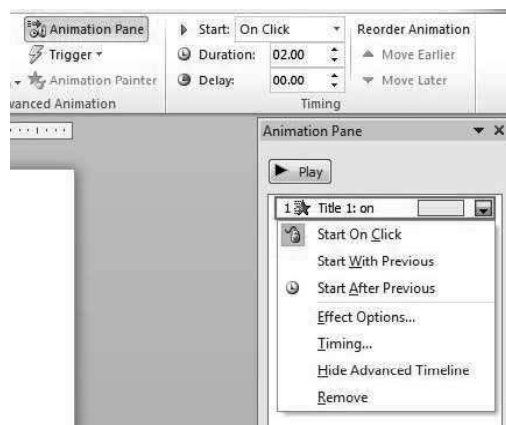 Animation Pane
Start: On Click
Reorder Animation
Trigger
Duration: 02.00
Move Earlier
Animation Painter
Delay: 00.00
Move Later
vanced Animation
Timing
Animation Pane
Play
1 Title 1: on
Start On Click
Start With Previous
Start After Previous
Effect Options...
Timing...
Hide Advanced Timeline
Remove